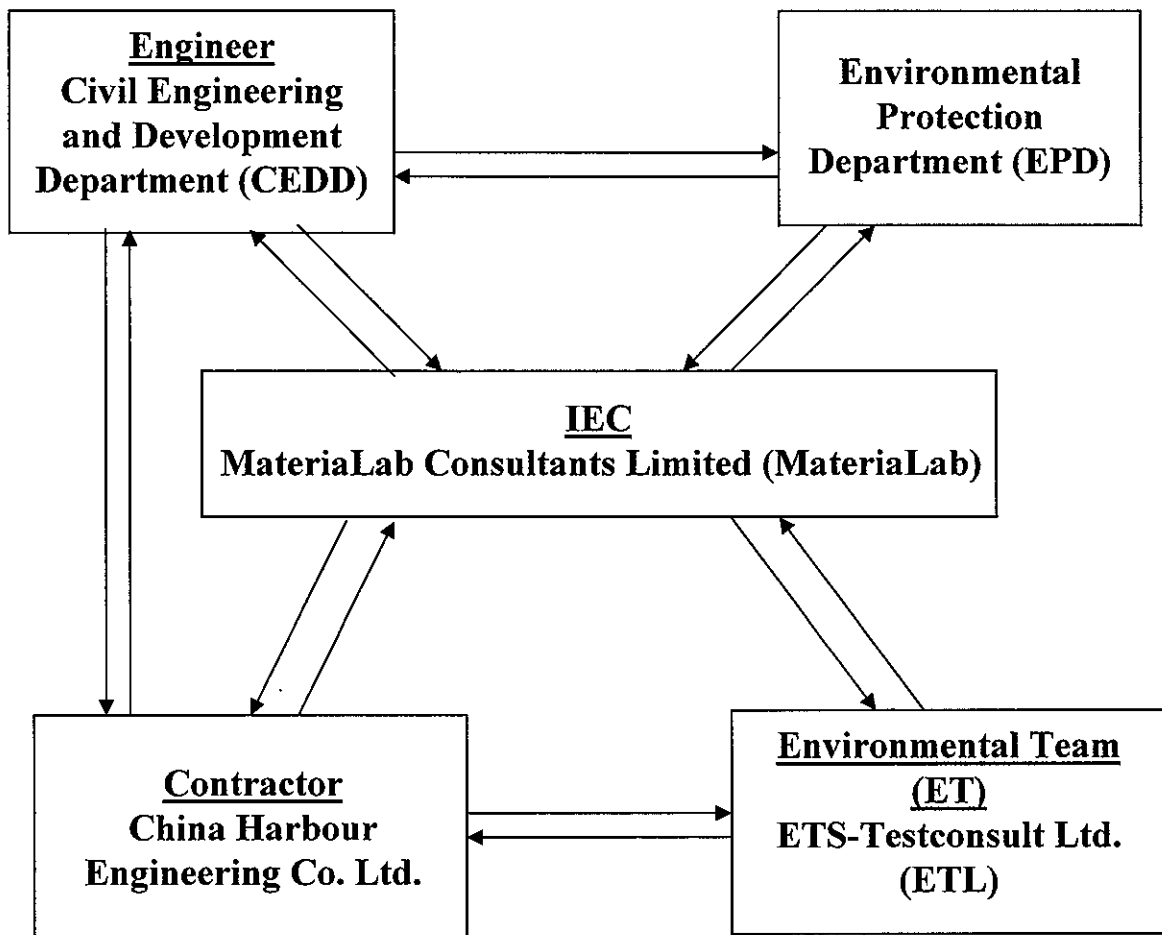 Engineer
Civil Engineering
and Development
Department (CEDD)
Environmental
Protection
Department (EPD)
IEC
MateriaLab Consultants Limited (MateriaLab)
Contractor
China Harbour
Engineering Co. Ltd.
Environmental Team
(ET)
ETS-Testconsult Ltd.
(ETL)